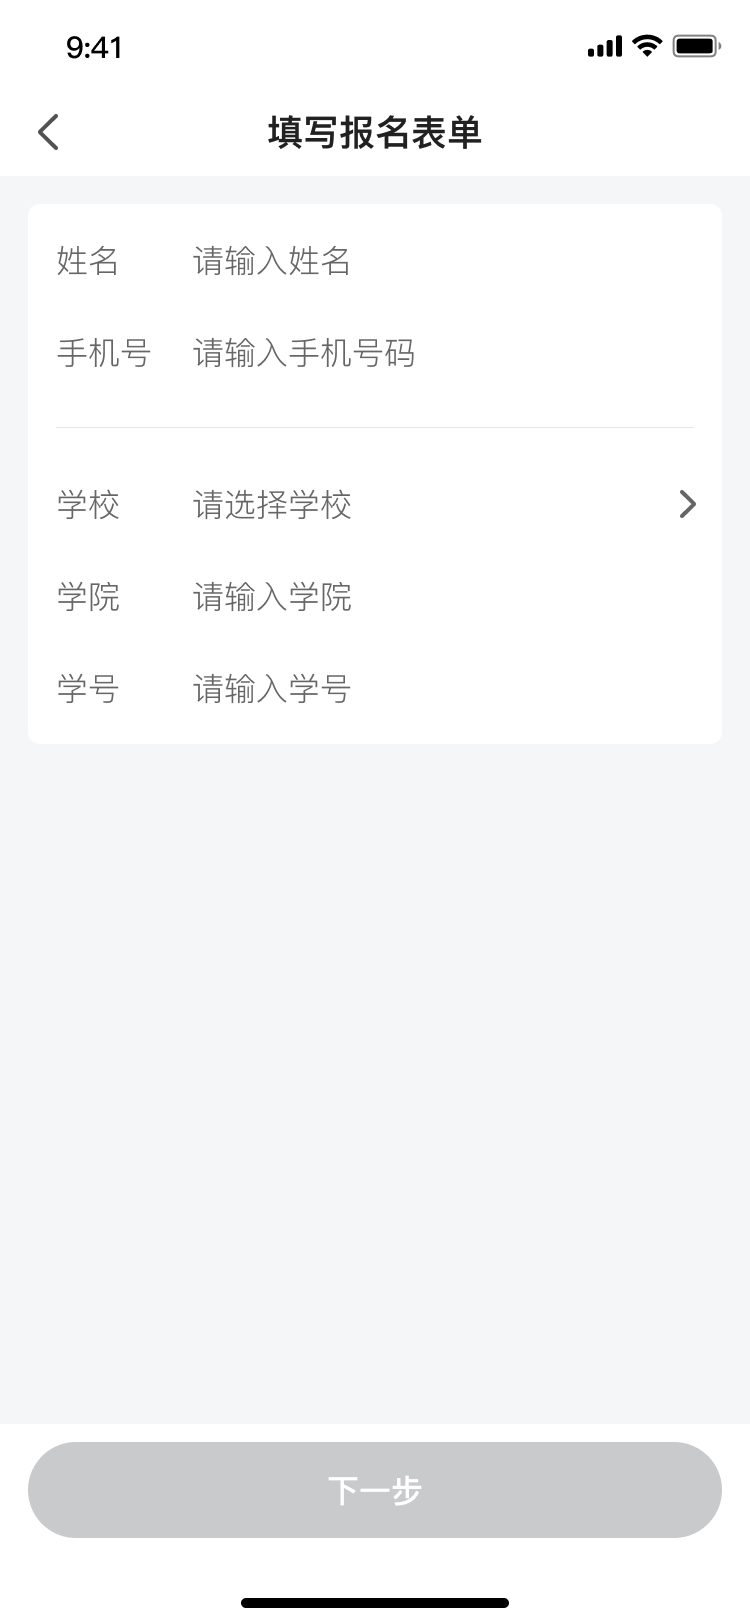 9:41
填写报名表单
姓名 请输入姓名
手机号 请输入手机号码
学校 请选择学校
学院 请输入学院
学号 请输入学号
下一步